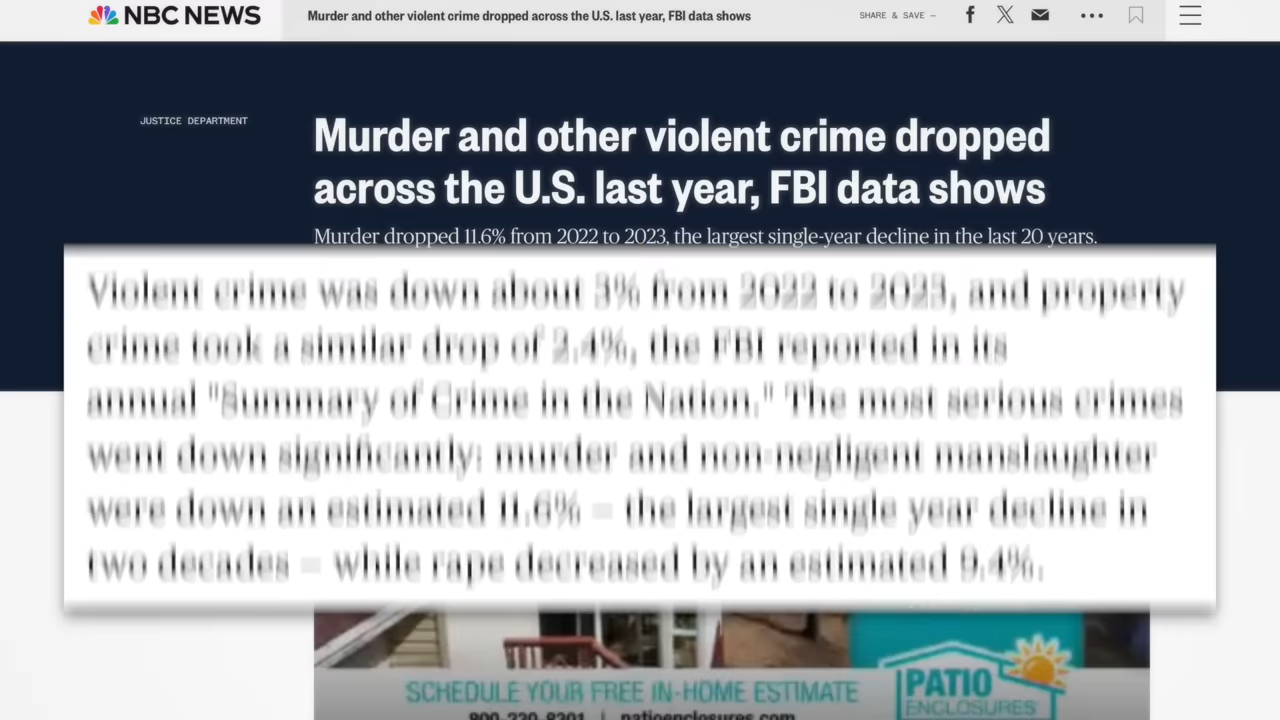 NBC NEWS
Murder and other violent crime dropped across the U.S. last year, FBI data shows
SHARE & SAVE —
JUSTICE DEPARTMENT
Murder and other violent crime dropped
across the U.S. last year, FBI data shows
Murder dropped 11.6% from 2022 to 2023, the largest single-year decline in the last 20 years.
Violent crime was down about 3% from 2022 to 2023, and property
crime took a similar drop of 2.4%, the FBI reported in its
annual "Summary of Crime in the Nation." The most serious crimes
went down significantly: murder and non-negligent manslaughter
were down an estimated 11.6% – the largest single year decline in
two decades – while rape decreased by an estimated 9.4%.
SCHEDULE YOUR FREE IN-HOME ESTIMATE
PATIO
ENCLOSURES
| patioenclosures.com